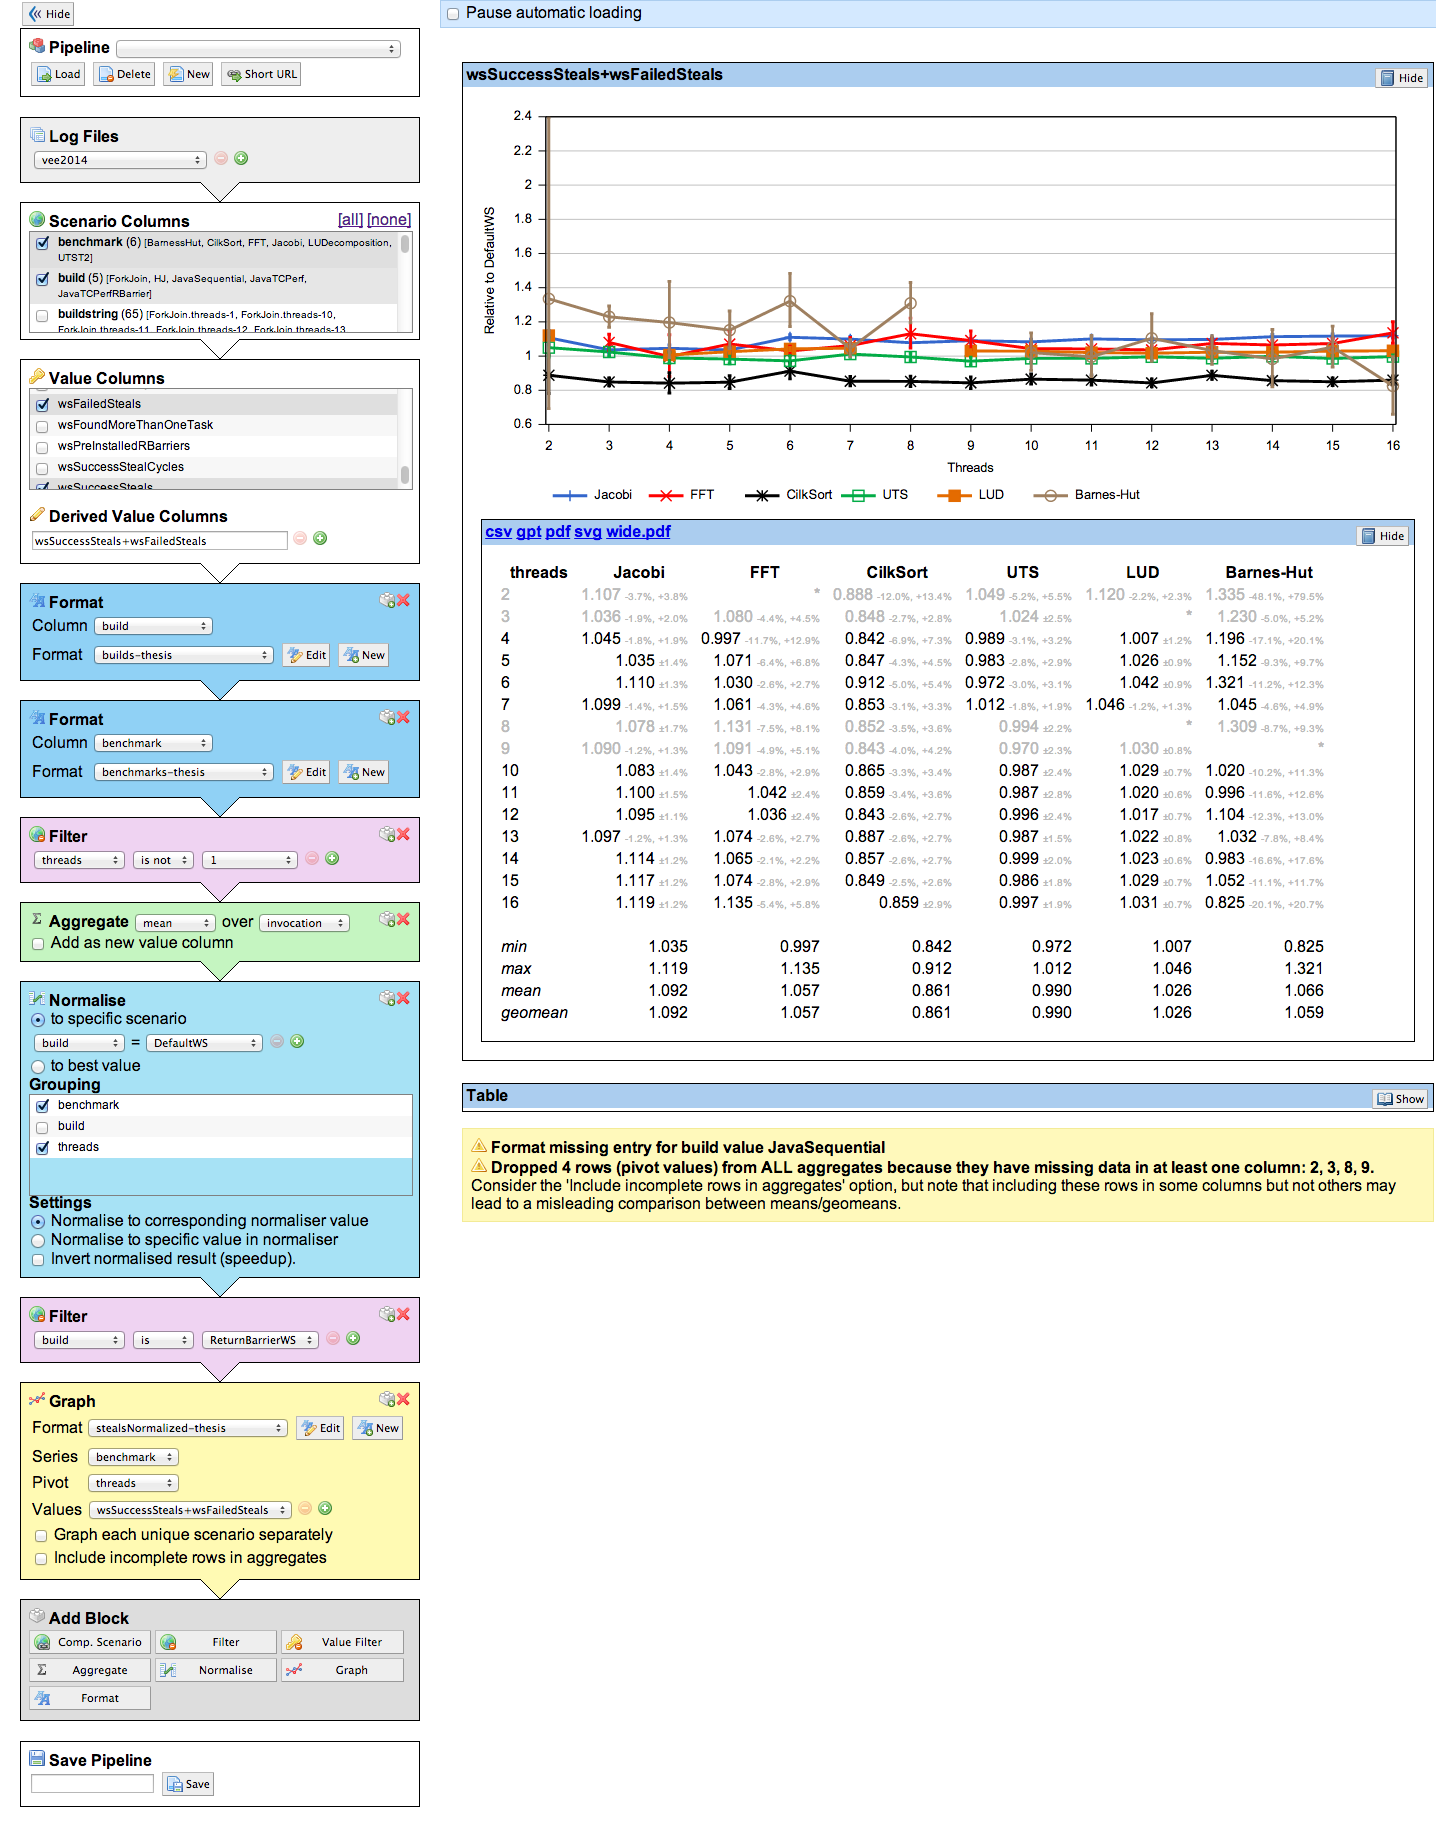 Hide
Pipeline
Load Delete New Short URL
Log Files
vee2014
Scenario Columns [all] [none]
benchmark (6) [BarnessHut, CilkSort, FFT, Jacobi, LUDecomposition,
UTST2]
build (5) [ForkJoin, HJ, JavaSequential, JavaTCPerf,
JavaTCPerfRBarrier]
buildstring (65) [ForkJoin.threads-1, ForkJoin.threads-10,
ForkJoin.threads-11, ForkJoin.threads-12, ForkJoin.threads-13,
Value Columns
wsFailedSteals
wsFoundMoreThanOneTask
wsPreInstalledRBarriers
wsSuccessStealCycles
wsSuccessSteals
Derived Value Columns
wsSuccessSteals+wsFailedSteals
Format
Column build
Format builds-thesis Edit New
Format
Column benchmark
Format benchmarks-thesis Edit New
Filter
threads is not 1
Σ Aggregate mean over invocation
Add as new value column
Normalise
to specific scenario
build = DefaultWS
to best value
Grouping
benchmark
build
threads
Settings
Normalise to corresponding normaliser value
Normalise to specific value in normaliser
Invert normalised result (speedup).
Filter
build is ReturnBarrierWS
Graph
Format stealsNormalized-thesis Edit New
Series benchmark
Pivot threads
Values wsSuccessSteals+wsFailedSteals
Graph each unique scenario separately
Include incomplete rows in aggregates
Add Block
Comp. Scenario Filter Value Filter
Σ Aggregate Normalise Graph
Format
Save Pipeline
Save
Pause automatic loading
wsSuccessSteals+wsFailedSteals Hide
2.4
2.2
2
1.8
1.6
1.4
1.2
1
0.8
0.6
Relative to DefaultWS
2 3 4 5 6 7 8 9 10 11 12 13 14 15 16
Threads
Jacobi FFT CilkSort UTS LUD Barnes-Hut
csv gpt pdf svg wide.pdf Hide
threads Jacobi FFT CilkSort UTS LUD Barnes-Hut
2 1.107 -3.7%, +3.8% * 0.888 -12.0%, +13.4% 1.049 -5.2%, +5.5% 1.120 -2.2%, +2.3% 1.335 -48.1%, +79.5%
3 1.036 -1.9%, +2.0% 1.080 -4.4%, +4.5% 0.848 -2.7%, +2.8% 1.024 ±2.5% * 1.230 -5.0%, +5.2%
4 1.045 -1.8%, +1.9% 0.997 -11.7%, +12.9% 0.842 -6.9%, +7.3% 0.989 -3.1%, +3.2% 1.007 ±1.2% 1.196 -17.1%, +20.1%
5 1.035 ±1.4% 1.071 -6.4%, +6.8% 0.847 -4.3%, +4.5% 0.983 -2.8%, +2.9% 1.026 ±0.9% 1.152 -9.3%, +9.7%
6 1.110 ±1.3% 1.030 -2.6%, +2.7% 0.912 -5.0%, +5.4% 0.972 -3.0%, +3.1% 1.042 ±0.9% 1.321 -11.2%, +12.3%
7 1.099 -1.4%, +1.5% 1.061 -4.3%, +4.6% 0.853 -3.1%, +3.3% 1.012 -1.8%, +1.9% 1.046 -1.2%, +1.3% 1.045 -4.6%, +4.9%
8 1.078 ±1.7% 1.131 -7.5%, +8.1% 0.852 -3.5%, +3.6% 0.994 ±2.2% * 1.309 -8.7%, +9.3%
9 1.090 -1.2%, +1.3% 1.091 -4.9%, +5.1% 0.843 -4.0%, +4.2% 0.970 ±2.3% 1.030 ±0.8% *
10 1.083 ±1.4% 1.043 -2.8%, +2.9% 0.865 -3.3%, +3.4% 0.987 ±2.4% 1.029 ±0.7% 1.020 -10.2%, +11.3%
11 1.100 ±1.5% 1.042 ±2.4% 0.859 -3.4%, +3.6% 0.987 ±2.8% 1.020 ±0.6% 0.996 -11.6%, +12.6%
12 1.095 ±1.1% 1.036 ±2.4% 0.843 -2.6%, +2.7% 0.996 ±2.4% 1.017 ±0.7% 1.104 -12.3%, +13.0%
13 1.097 -1.2%, +1.3% 1.074 -2.6%, +2.7% 0.887 -2.6%, +2.7% 0.987 ±1.5% 1.022 ±0.8% 1.032 -7.8%, +8.4%
14 1.114 ±1.2% 1.065 -2.1%, +2.2% 0.857 -2.6%, +2.7% 0.999 ±2.0% 1.023 ±0.6% 0.983 -16.6%, +17.6%
15 1.117 ±1.2% 1.074 -2.8%, +2.9% 0.849 -2.5%, +2.6% 0.986 ±1.8% 1.029 ±0.7% 1.052 -11.1%, +11.7%
16 1.119 ±1.2% 1.135 -5.4%, +5.8% 0.859 ±2.9% 0.997 ±1.9% 1.031 ±0.7% 0.825 -20.1%, +20.7%
min 1.035 0.997 0.842 0.972 1.007 0.825
max 1.119 1.135 0.912 1.012 1.046 1.321
mean 1.092 1.057 0.861 0.990 1.026 1.066
geomean 1.092 1.057 0.861 0.990 1.026 1.059
Table Show
Format missing entry for build value JavaSequential
Dropped 4 rows (pivot values) from ALL aggregates because they have missing data in at least one column: 2, 3, 8, 9.
Consider the 'Include incomplete rows in aggregates' option, but note that including these rows in some columns but not others may
lead to a misleading comparison between means/geomeans.